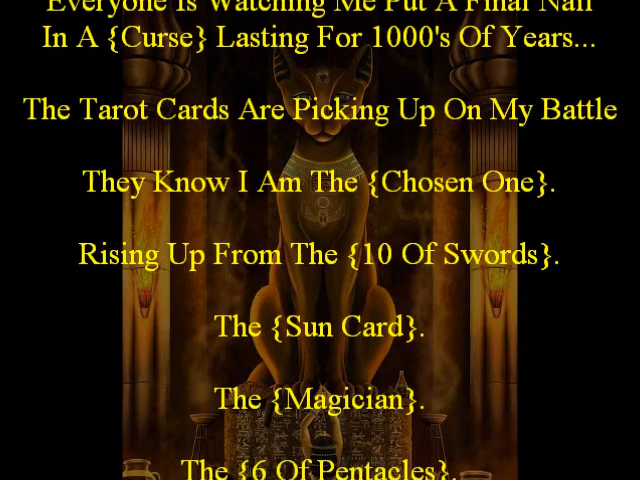 Everyone Is Watching Me Put A Final Nail
In A {Curse} Lasting For 1000's Of Years...
The Tarot Cards Are Picking Up On My Battle
They Know I Am The {Chosen One}.
Rising Up From The {10 Of Swords}.
The {Sun Card}.
The {Magician}.
The {6 Of Pentacles}.